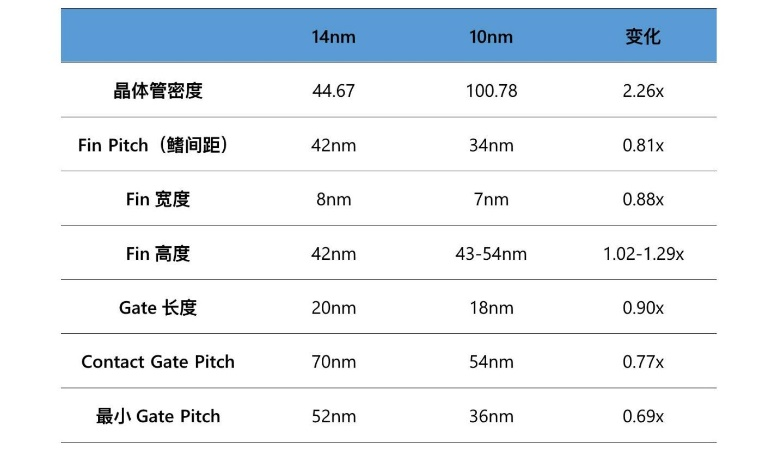 14nm 10nm 变化
晶体管密度 44.67 100.78 2.26x
Fin Pitch（鳍间距） 42nm 34nm 0.81x
Fin 宽度 8nm 7nm 0.88x
Fin 高度 42nm 43-54nm 1.02-1.29x
Gate 长度 20nm 18nm 0.90x
Contact Gate Pitch 70nm 54nm 0.77x
最小 Gate Pitch 52nm 36nm 0.69x